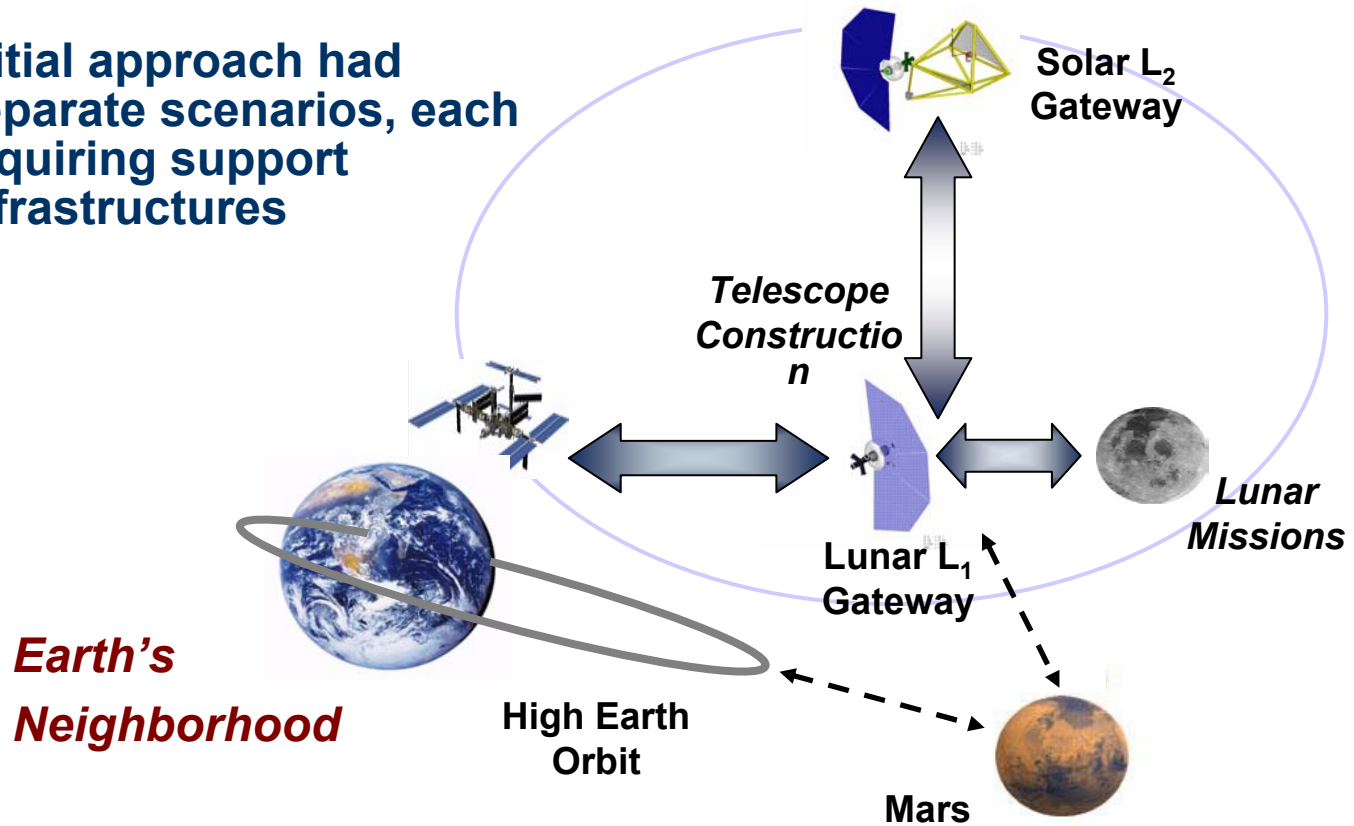 itial approach had
eparate scenarios, each
quiring support
frastructures
Solar L₂
Gateway
Telescope
Constructio
n
Lunar
Missions
Lunar L₁
Gateway
Earth’s
Neighborhood
High Earth
Orbit
Mars